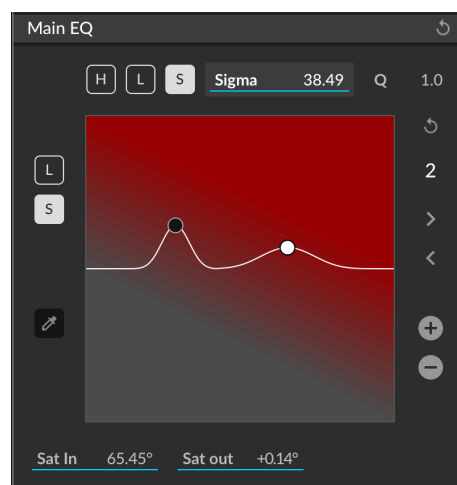 Main EQ
H L S Sigma 38.49 Q 1.0
L
2
S
Sat In 65.45° Sat out +0.14°